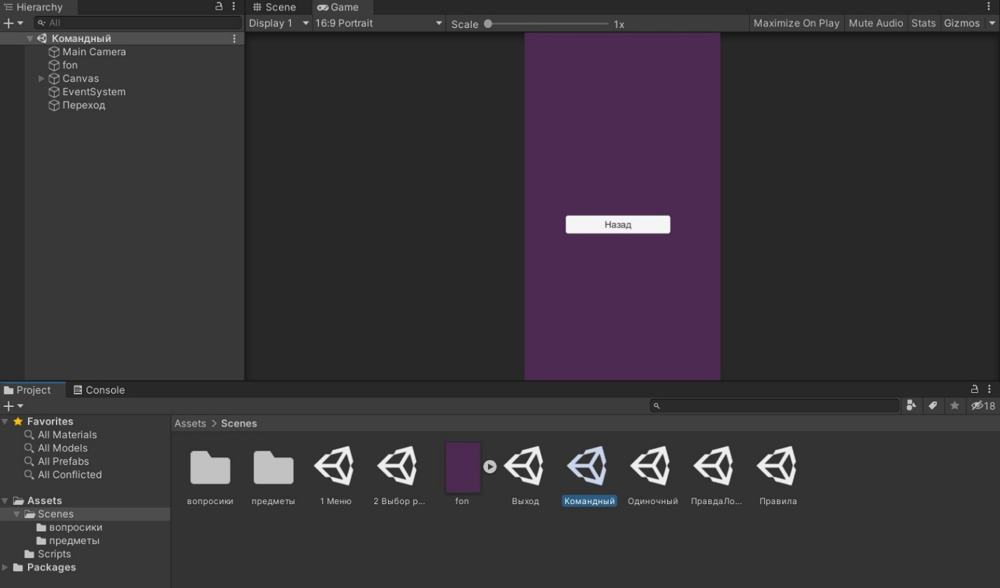 Hierarchy
All
Командный
Main Camera
fon
Canvas
EventSystem
Переход
Scene
Game
Display 1
16:9 Portrait
Scale
1x
Maximize On Play
Mute Audio
Stats
Gizmos
Назад
Project
Console
18
Favorites
All Materials
All Models
All Prefabs
All Conflicted
Assets
Scenes
вопросики
предметы
Scripts
Packages
Assets > Scenes
вопросики
предметы
1 Меню
2 Выбор р...
fon
Выход
Командный
Одиночный
ПравдаЛо...
Правила